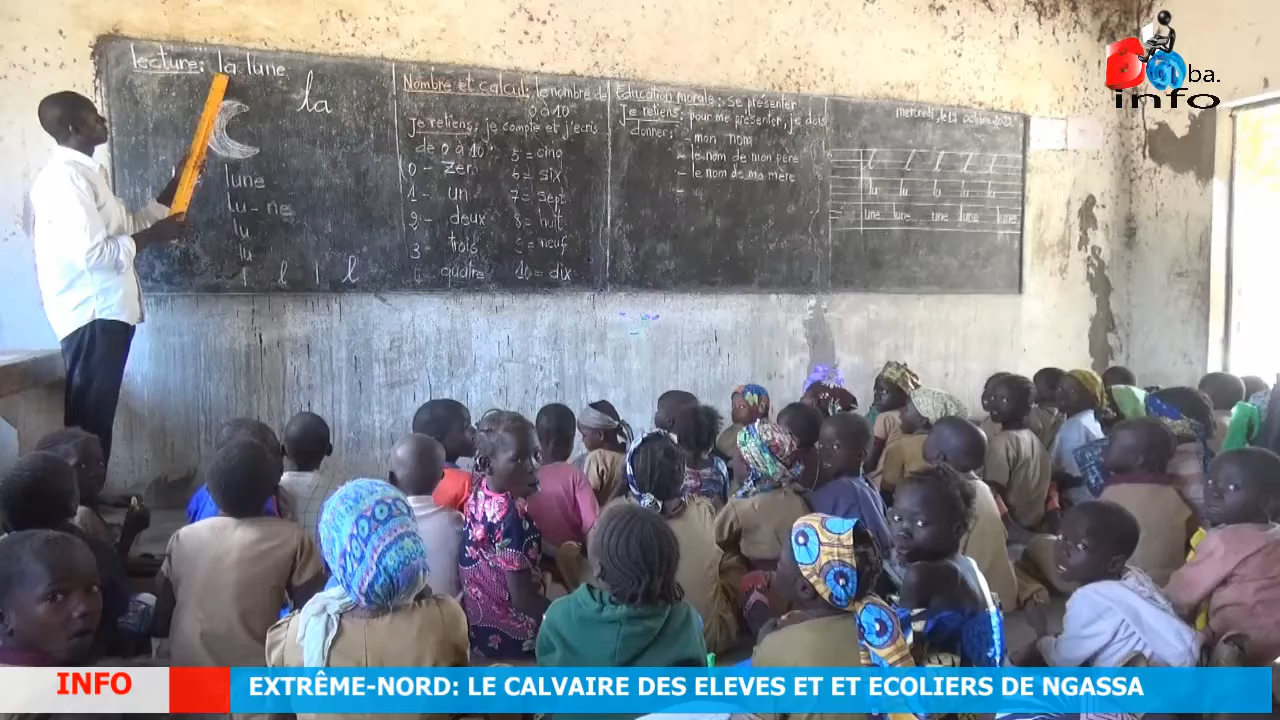 lecture: la lune
la
lune
lu-ne
lu
lu
l l l l
Nombre et calcul: le nombre de
0 à 10
Je retiens: je compte et j'écris
de 0 à 10
0 - zéro
1 - un
2 - deux
3 - trois
4 - quatre
5 = cinq
6 = six
7 = sept
8 = huit
9 = neuf
10 = dix
Education morale: se présenter
Je retiens: pour me présenter, je dois
donner:
- mon nom
- le nom de mon père
- le nom de ma mère
-
mercredi, le 12 octobre 2022
l l l l l
lu lu lu lu lu
lune lune lune lune lune
ba.
info
INFO
EXTRÊME-NORD: LE CALVAIRE DES ELEVES ET ET ECOLIERS DE NGASSA